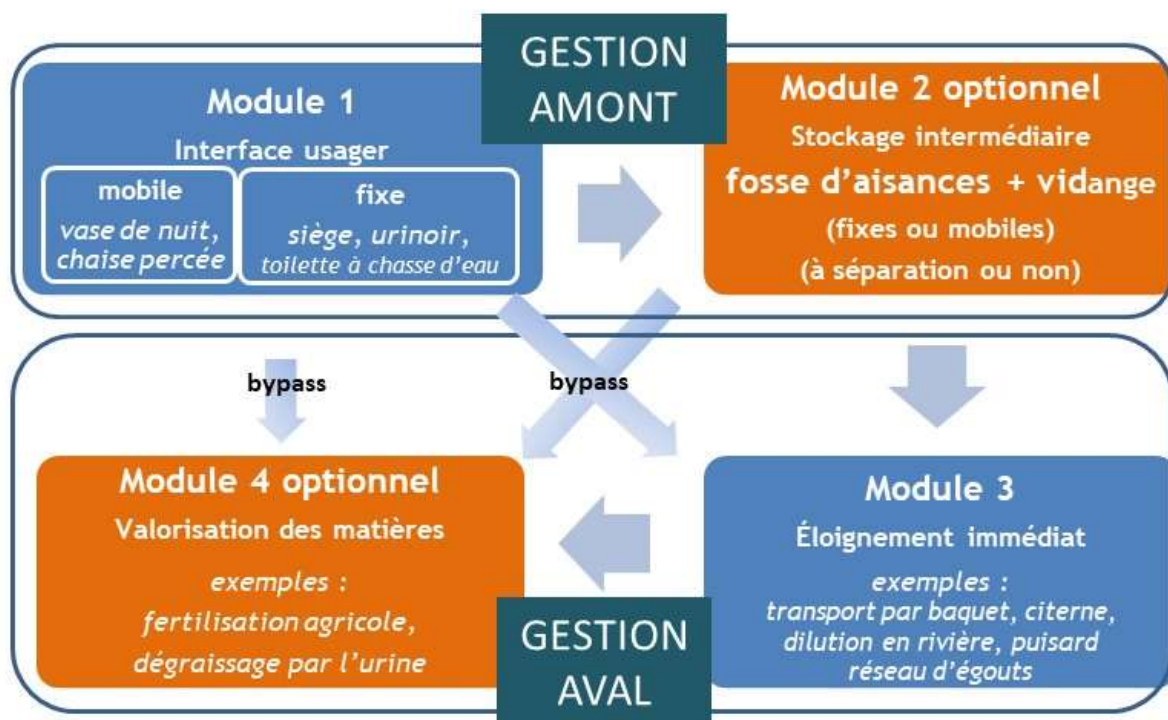 GESTION
AMONT
Module 1
Interface usager
mobile
vase de nuit,
chaise percée
fixe
siège, urinoir,
toilette à chasse d'eau
Module 2 optionnel
Stockage intermédiaire
fosse d'aisances + vidange
(fixes ou mobiles)
(à séparation ou non)
bypass
bypass
Module 4 optionnel
Valorisation des matières
exemples :
fertilisation agricole,
dégraissage par l'urine
Module 3
Éloignement immédiat
exemples :
transport par baquet, citerne,
dilution en rivière, puisard
réseau d'égouts
GESTION
AVAL